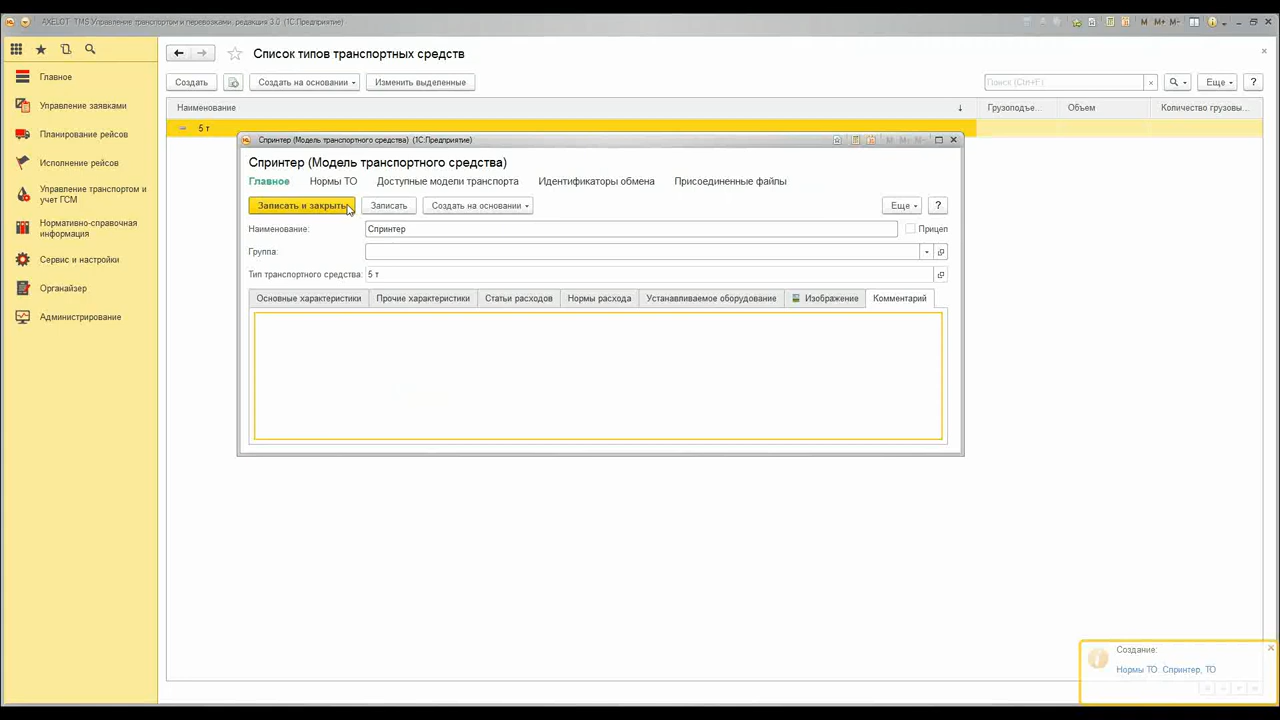 AXELOT TMS Управление транспортом и перевозками, редакция 3.0 (1С:Предприятие)
M M+ M-
Главное
Управление заявками
Планирование рейсов
Исполнение рейсов
Управление транспортом и
учет ГСМ
Нормативно-справочная
информация
Сервис и настройки
Органайзер
Администрирование
Список типов транспортных средств
Создать Создать на основании Изменить выделенные Поиск (Ctrl+F) × Еще ?
Наименование ↓ Грузоподъе... Объем Количество грузовы...
5 т
Спринтер (Модель транспортного средства) (1С:Предприятие) M M+ M-
Спринтер (Модель транспортного средства)
Главное Нормы ТО Доступные модели транспорта Идентификаторы обмена Присоединенные файлы
Записать и закрыть Записать Создать на основании Еще ?
Наименование: Спринтер Прицеп
Группа:
Тип транспортного средства: 5 т
Основные характеристики Прочие характеристики Статьи расходов Нормы расхода Устанавливаемое оборудование Изображение Комментарий
Создание:
Нормы ТО Спринтер, ТО